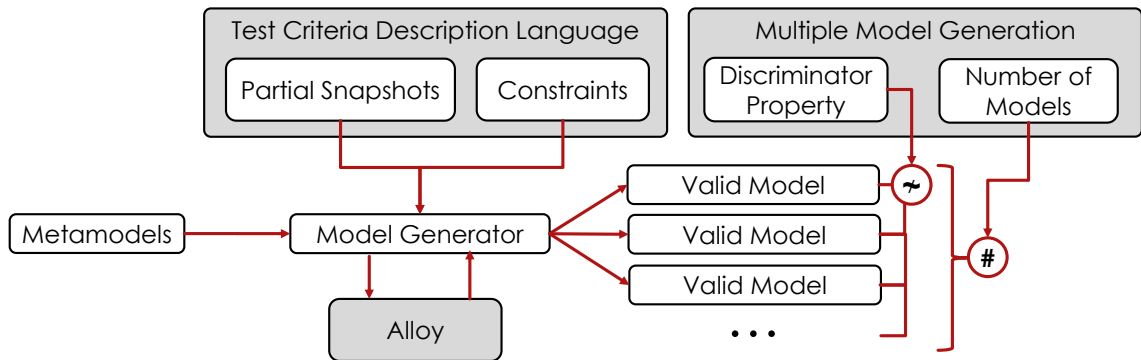 Test Criteria Description Language
Multiple Model Generation
Partial Snapshots
Constraints
Discriminator
Property
Number of
Models
Valid Model
≁
Metamodels
Model Generator
Valid Model
#
Valid Model
Alloy
• • •